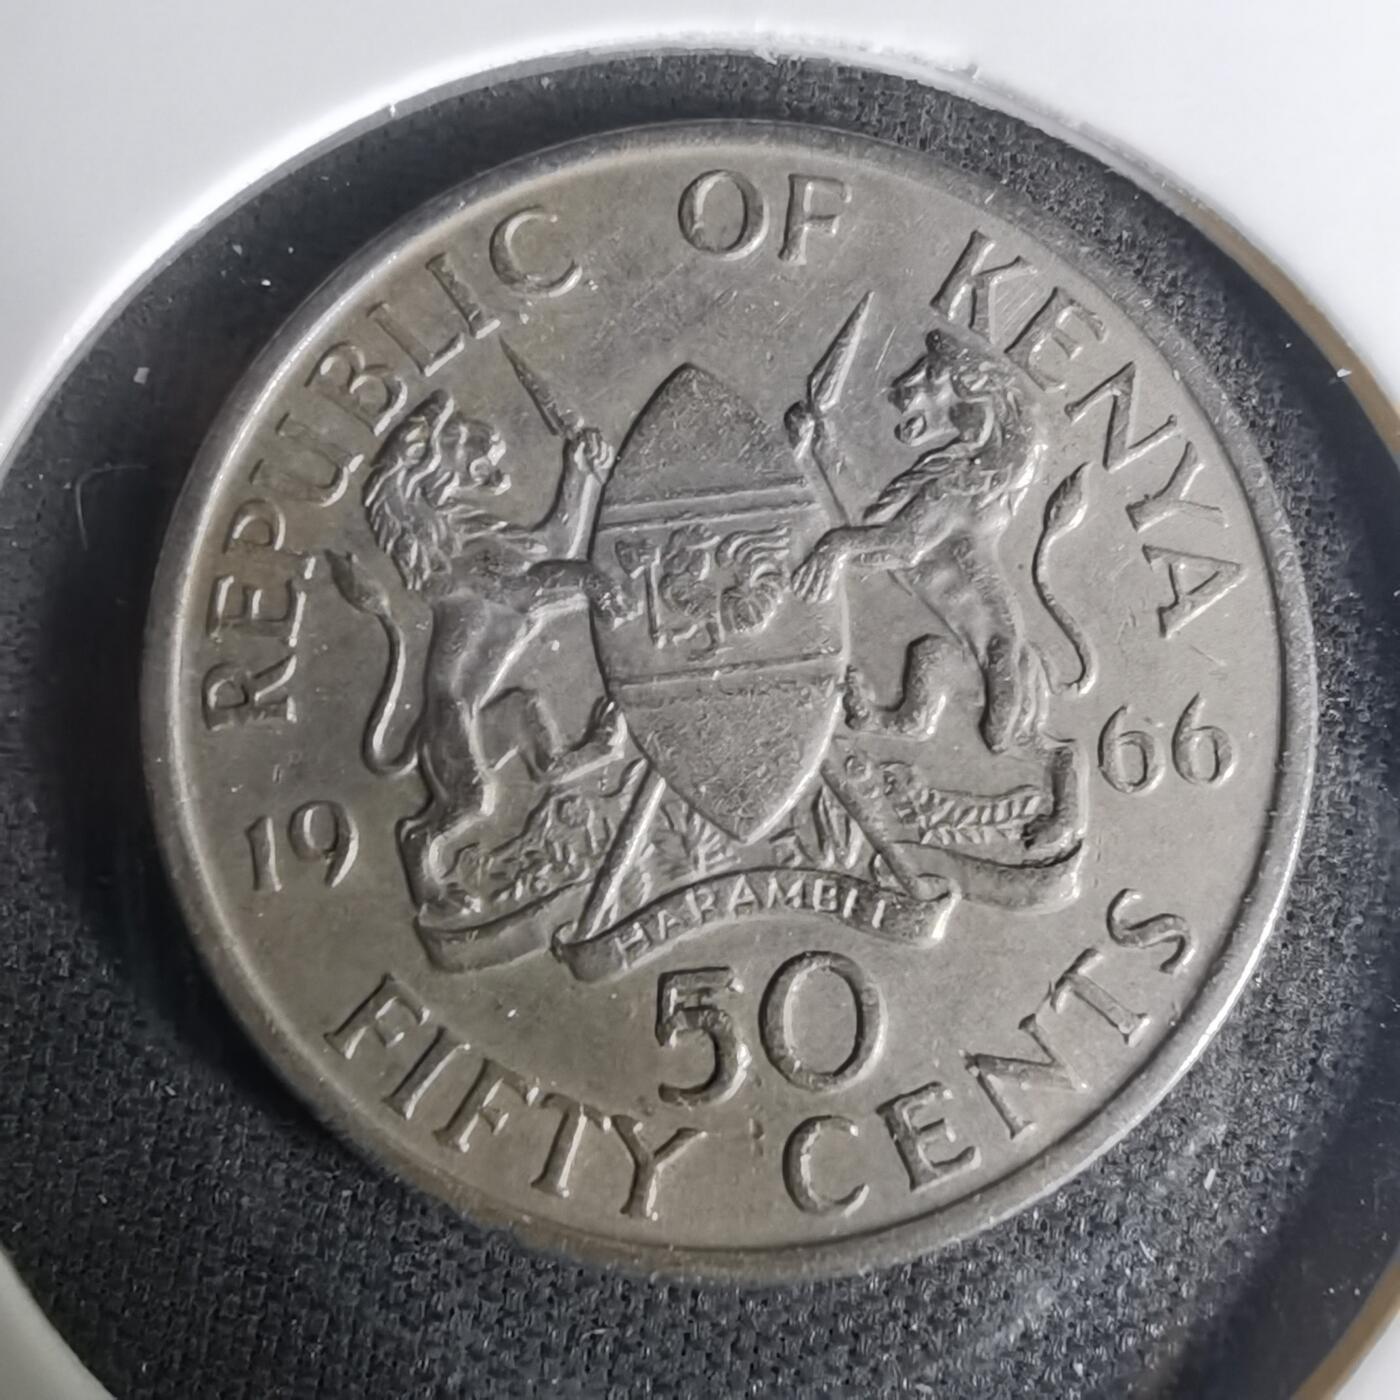 REPUBLIC OF KENYA
19 66
HARAMBEE
50
FIFTY CENTS